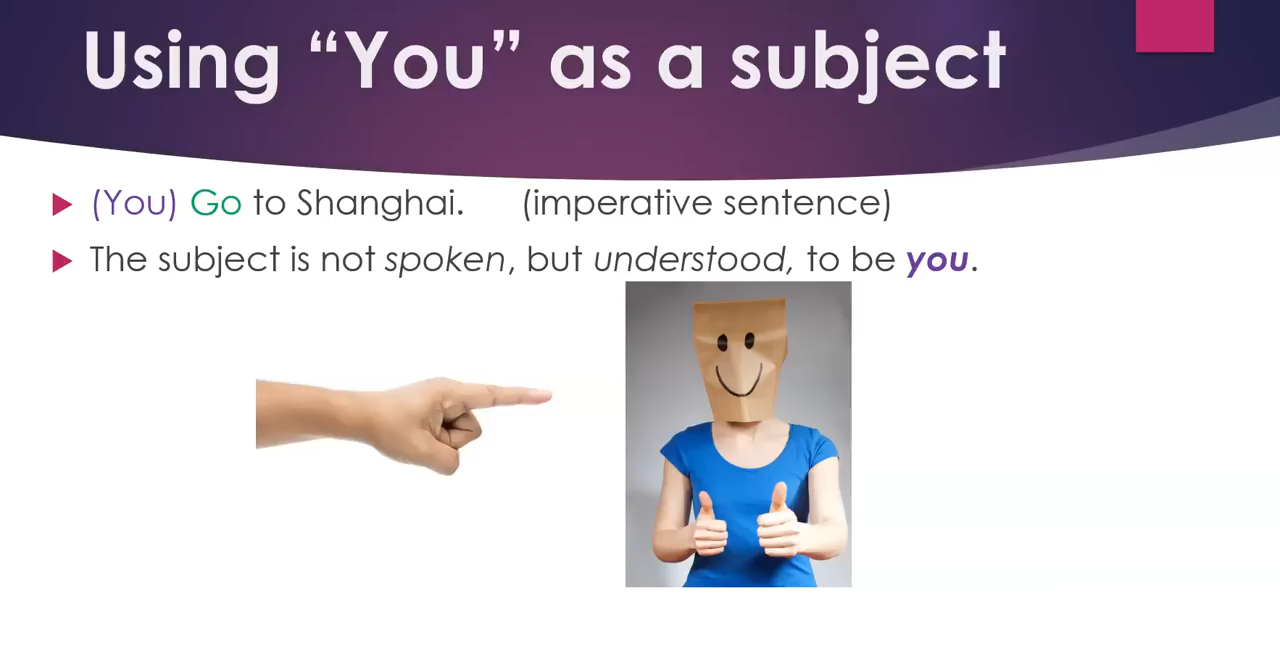 Using “You” as a subject
(You) Go to Shanghai. (imperative sentence)
The subject is not spoken, but understood, to be you.